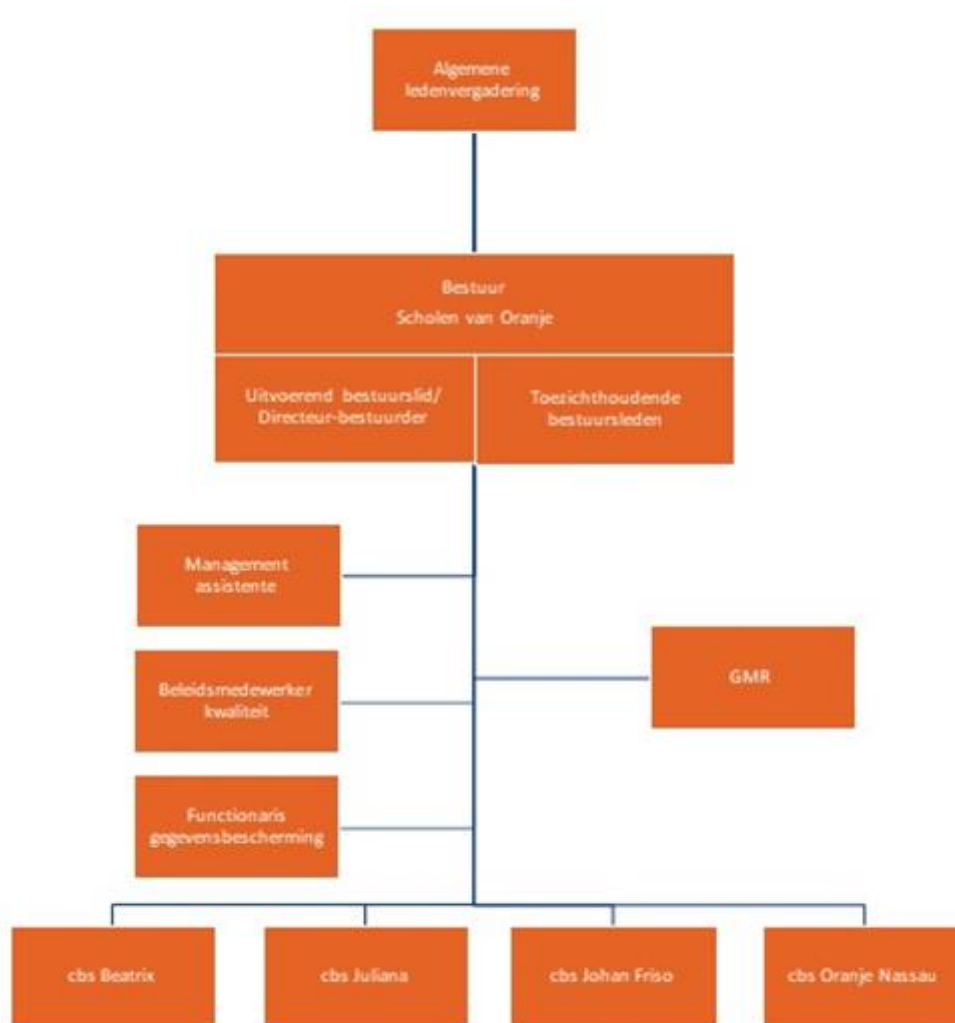 Algemene
ledenvergadering
Bestuur
Scholen van Oranje
Uitvoerend bestuurslid/
Directeur-bestuurder
Toezichthoudende
bestuursleden
Management
assistente
GMR
Beleidsmedewerker
kwaliteit
Functionaris
gegevensbescherming
cbs Beatrix
cbs Juliana
cbs Johan Friso
cbs Oranje Nassau